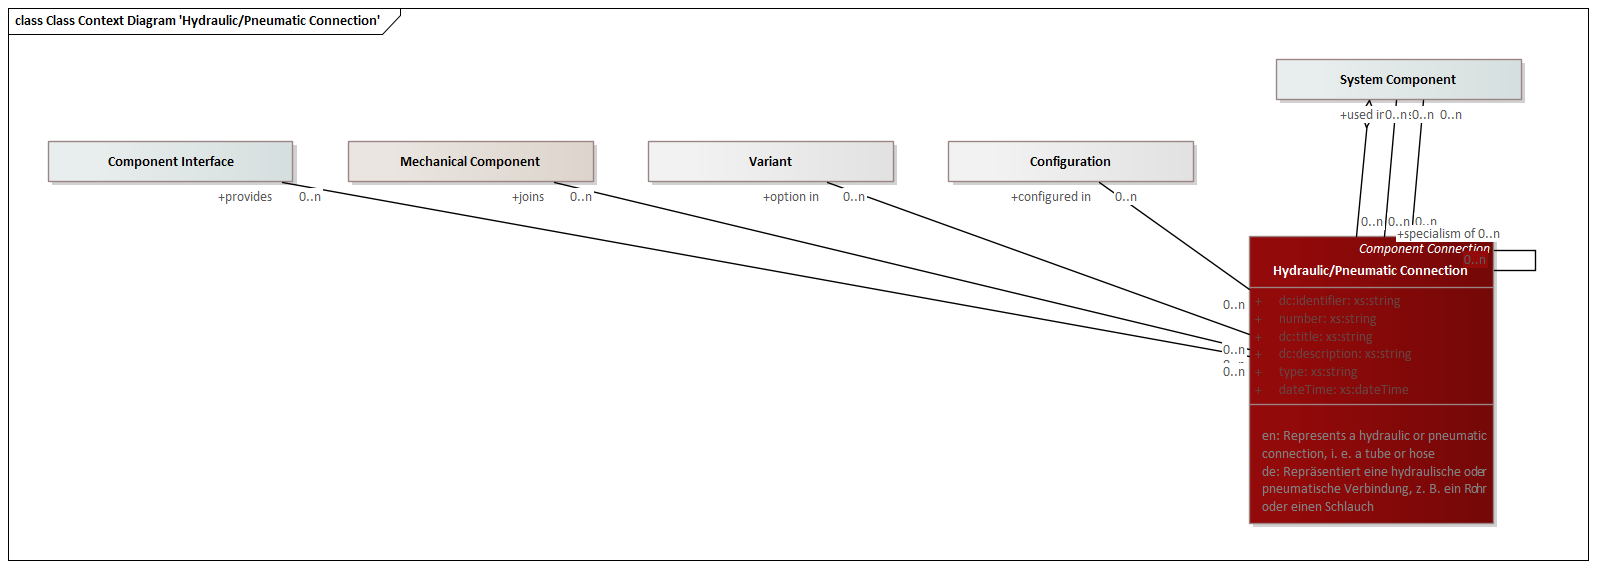 class Class Context Diagram 'Hydraulic/Pneumatic Connection'
System Component
+used in 0..n 0..n 0..n
Component Interface
Mechanical Component
Variant
Configuration
+provides 0..n
+joins 0..n
+option in 0..n
+configured in 0..n
0..n 0..n 0..n
+specialism of 0..n
Component Connection
0..n
Hydraulic/Pneumatic Connection
0..n
+ dc:identifier: xs:string
+ number: xs:string
+ dc:title: xs:string
0..n
+ dc:description: xs:string
0..n
+ type: xs:string
+ dateTime: xs:dateTime
en: Represents a hydraulic or pneumatic
connection, i. e. a tube or hose
de: Repräsentiert eine hydraulische oder
pneumatische Verbindung, z. B. ein Rohr
oder einen Schlauch